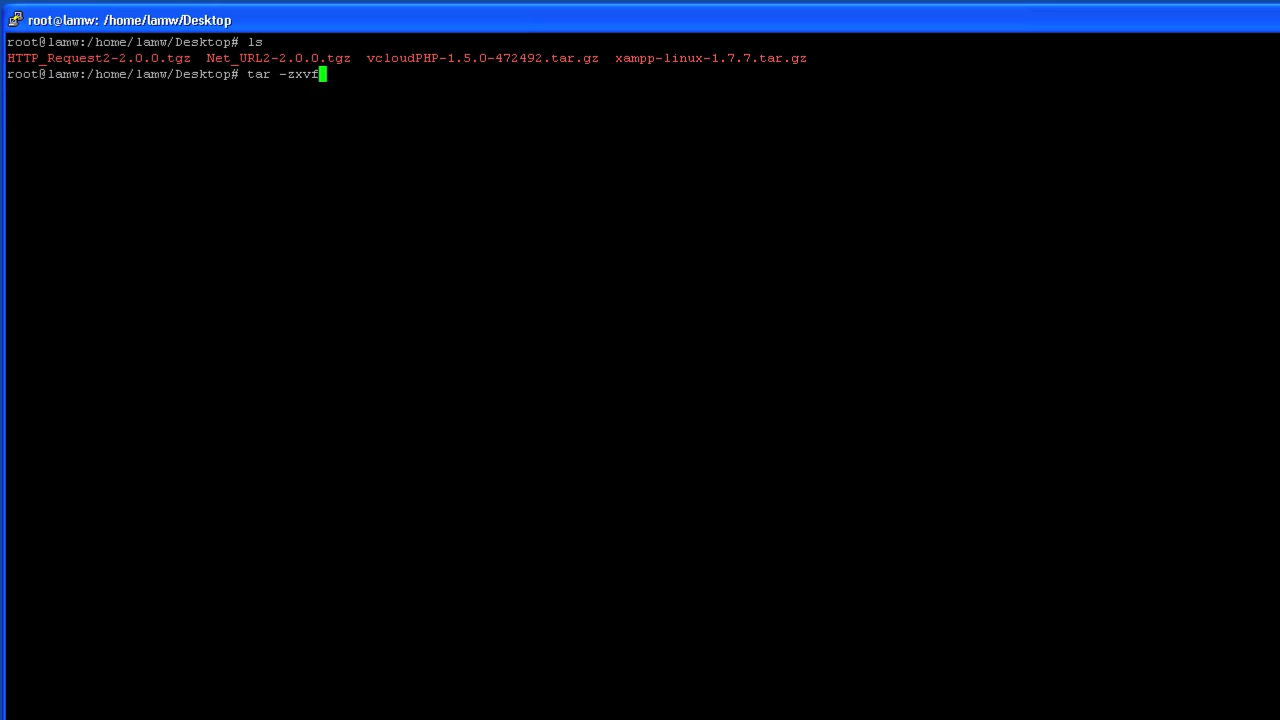 root@lamw: /home/lamw/Desktop
root@lamw:/home/lamw/Desktop# ls
HTTP_Request2-2.0.0.tgz  Net_URL2-2.0.0.tgz  vcloudPHP-1.5.0-472492.tar.gz  xampp-linux-1.7.7.tar.gz
root@lamw:/home/lamw/Desktop# tar -zxvf